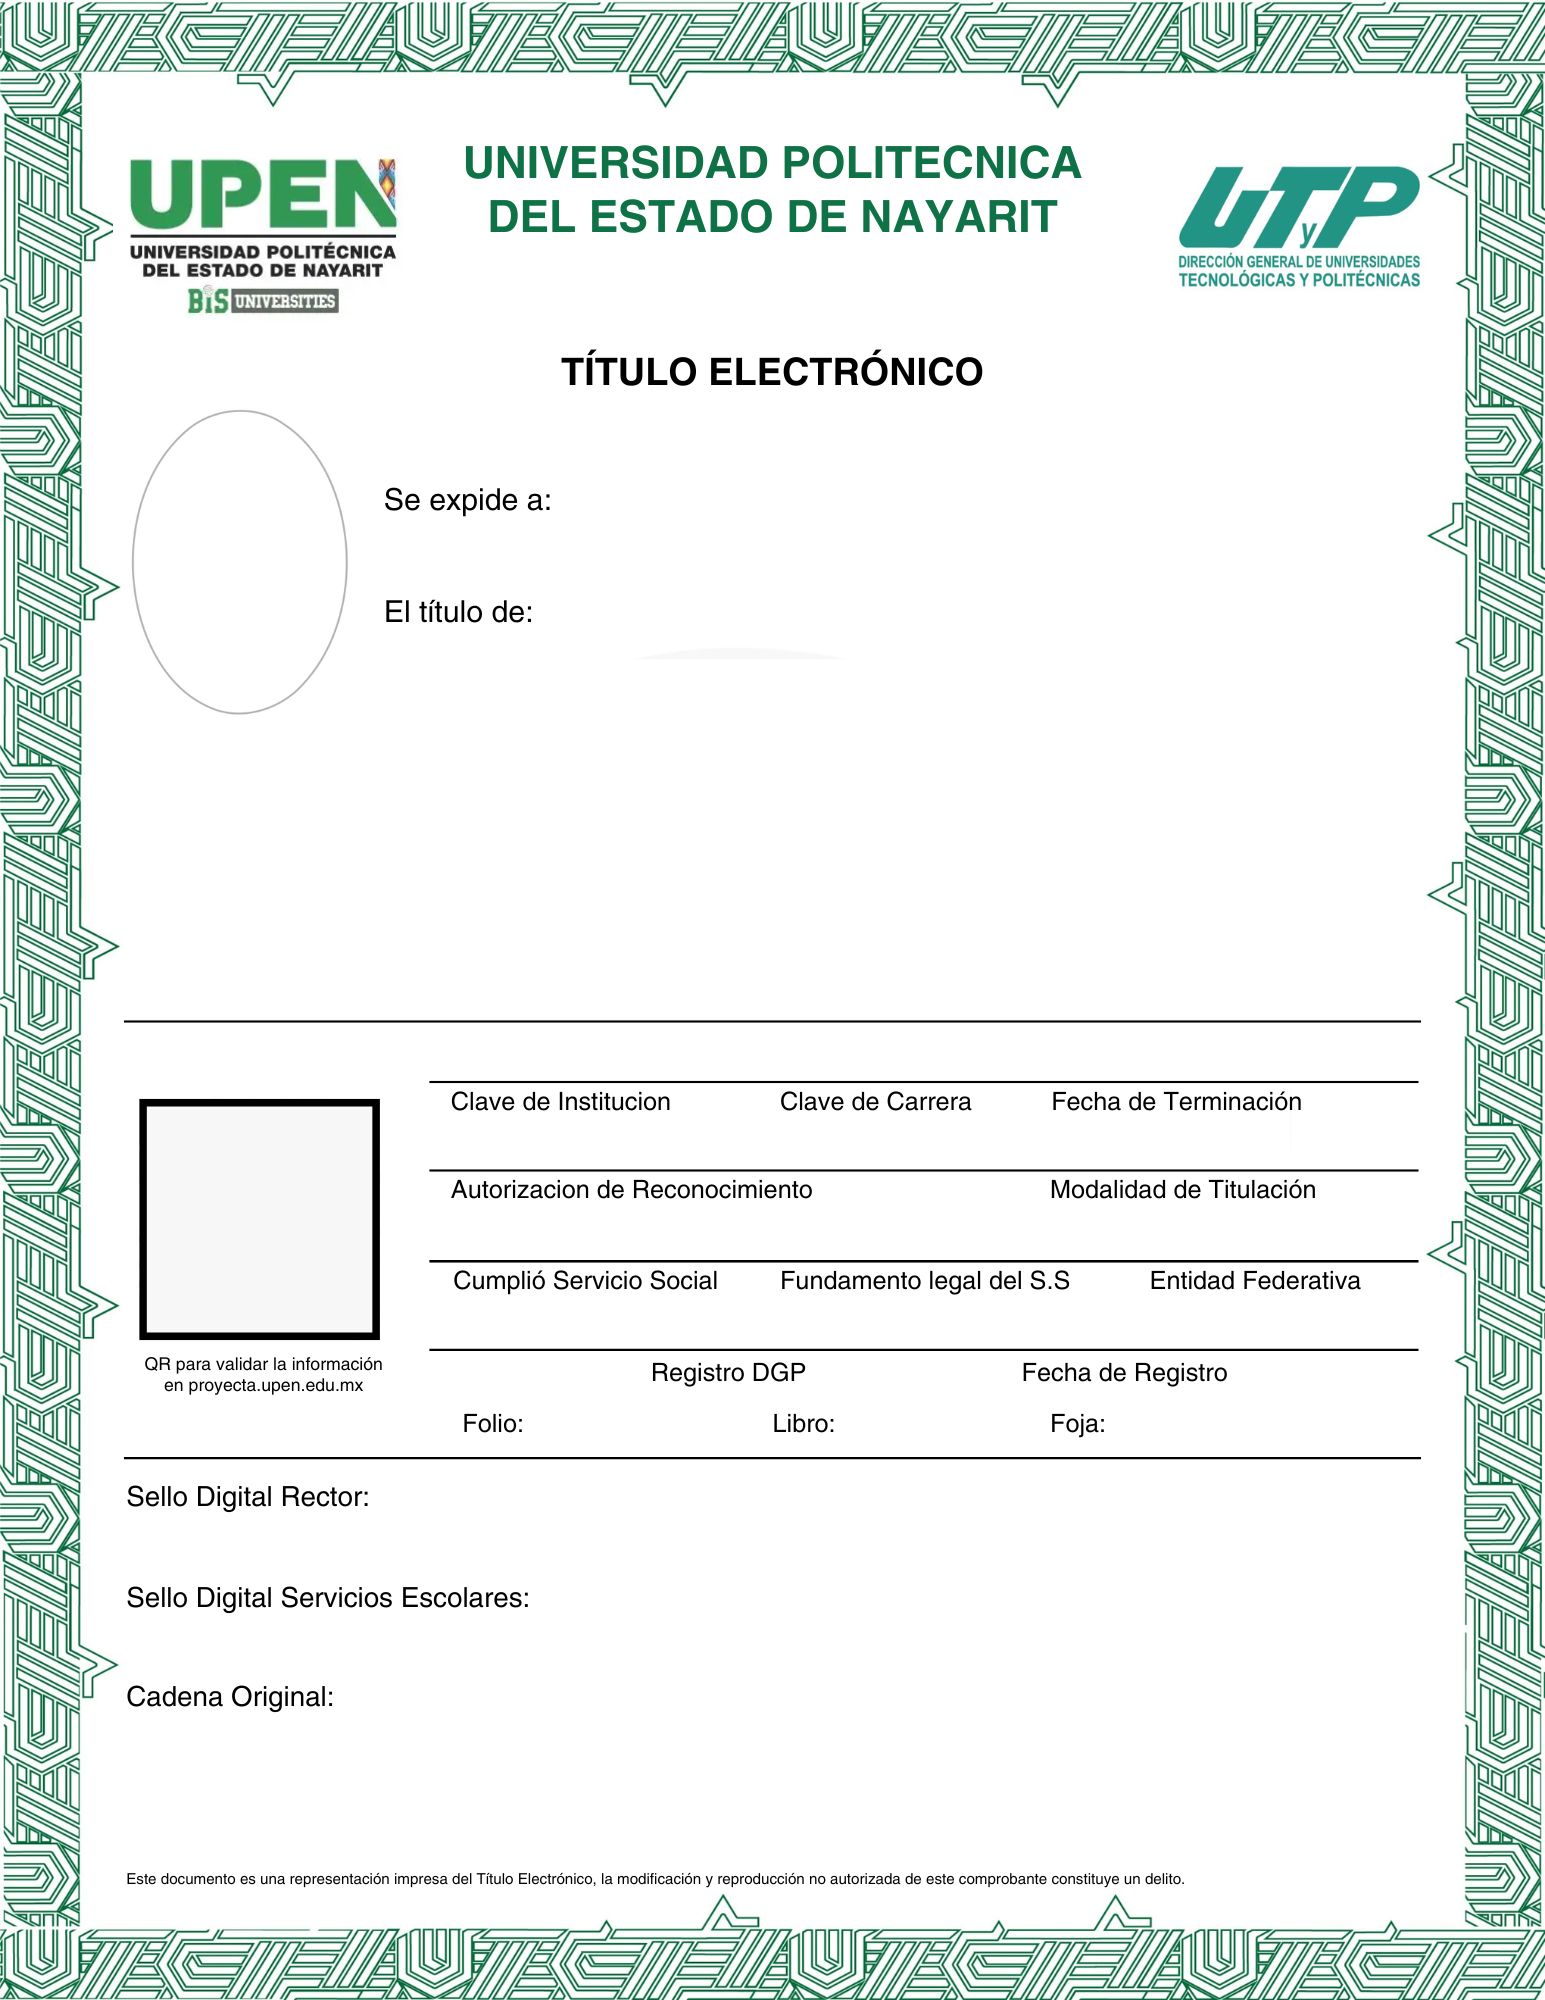 UPEN
UNIVERSIDAD POLITÉCNICA
DEL ESTADO DE NAYARIT
BIS UNIVERSITIES
UNIVERSIDAD POLITECNICA
DEL ESTADO DE NAYARIT
UTyP
DIRECCIÓN GENERAL DE UNIVERSIDADES
TECNOLÓGICAS Y POLITÉCNICAS
TÍTULO ELECTRÓNICO
Se expide a:
El título de:
Clave de Institucion Clave de Carrera Fecha de Terminación
Autorizacion de Reconocimiento Modalidad de Titulación
Cumplió Servicio Social Fundamento legal del S.S Entidad Federativa
Registro DGP Fecha de Registro
Folio: Libro: Foja:
QR para validar la información
en proyecta.upen.edu.mx
Sello Digital Rector:
Sello Digital Servicios Escolares:
Cadena Original:
Este documento es una representación impresa del Título Electrónico, la modificación y reproducción no autorizada de este comprobante constituye un delito.